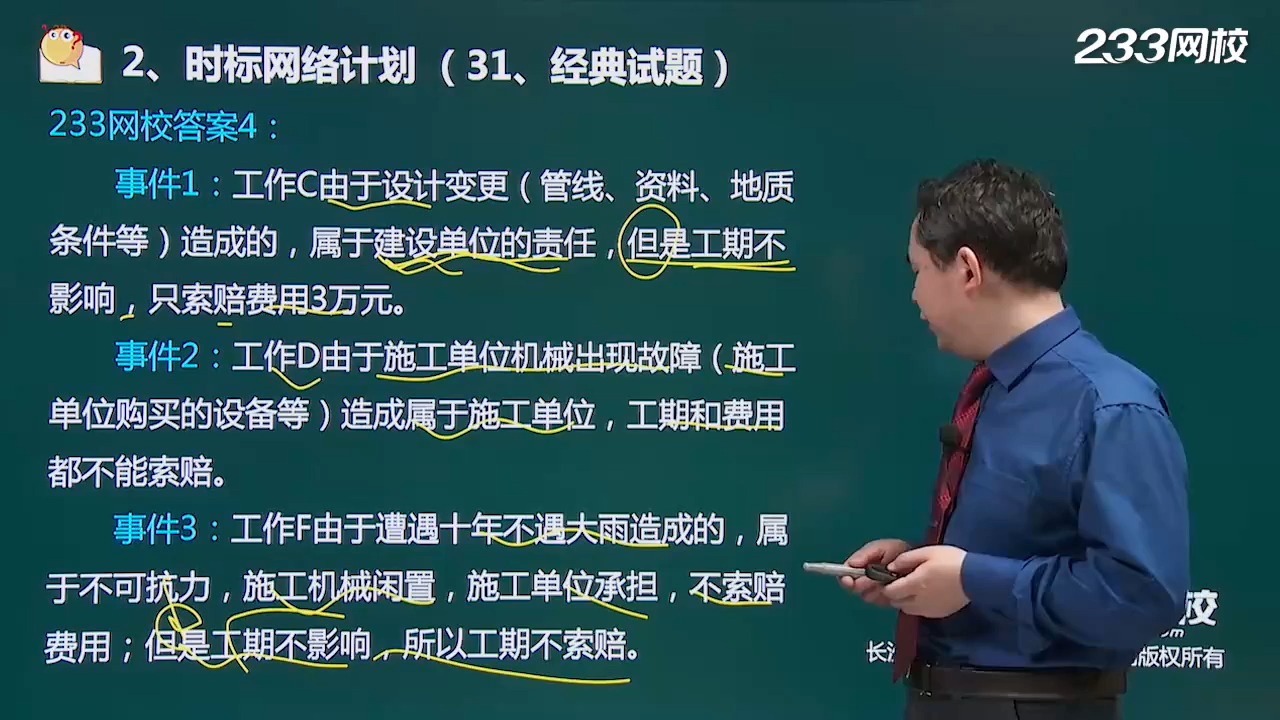 2、时标网络计划（31、经典试题）
233网校
233网校答案4：
事件1：工作C由于设计变更（管线、资料、地质
条件等）造成的，属于建设单位的责任，但是工期不
影响，只索赔费用3万元。
事件2：工作D由于施工单位机械出现故障（施工
单位购买的设备等）造成属于施工单位，工期和费用
都不能索赔。
事件3：工作F由于遭遇十年不遇大雨造成的，属
于不可抗力，施工机械闲置，施工单位承担，不索赔
费用；但是工期不影响，所以工期不索赔。
校
长
版权所有